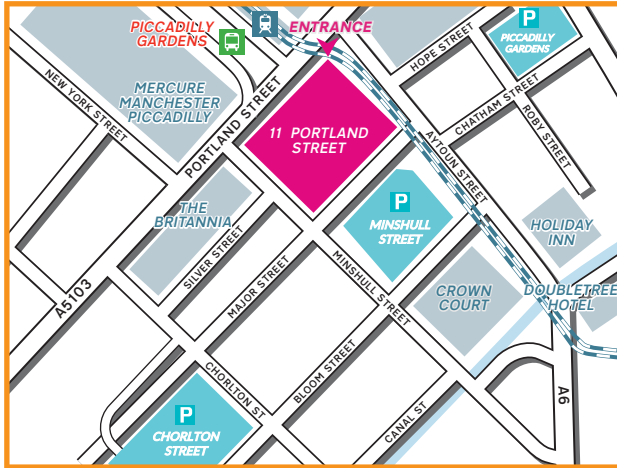 PICCADILLY
GARDENS
ENTRANCE
P
PICCADILLY
GARDENS
HOPE STREET
NEW YORK STREET
MERCURE
MANCHESTER
PICCADILLY
PORTLAND STREET
CHATHAM STREET
ROBY STREET
11 PORTLAND
STREET
AYTOUN STREET
P
MINSHULL
STREET
THE
BRITANNIA
SILVER STREET
HOLIDAY
INN
MAJOR STREET
MINSHULL STREET
CROWN
COURT
DOUBLETREE
HOTEL
A5103
BLOOM STREET
CHORLTON ST
CANAL ST
A6
P
CHORLTON
STREET